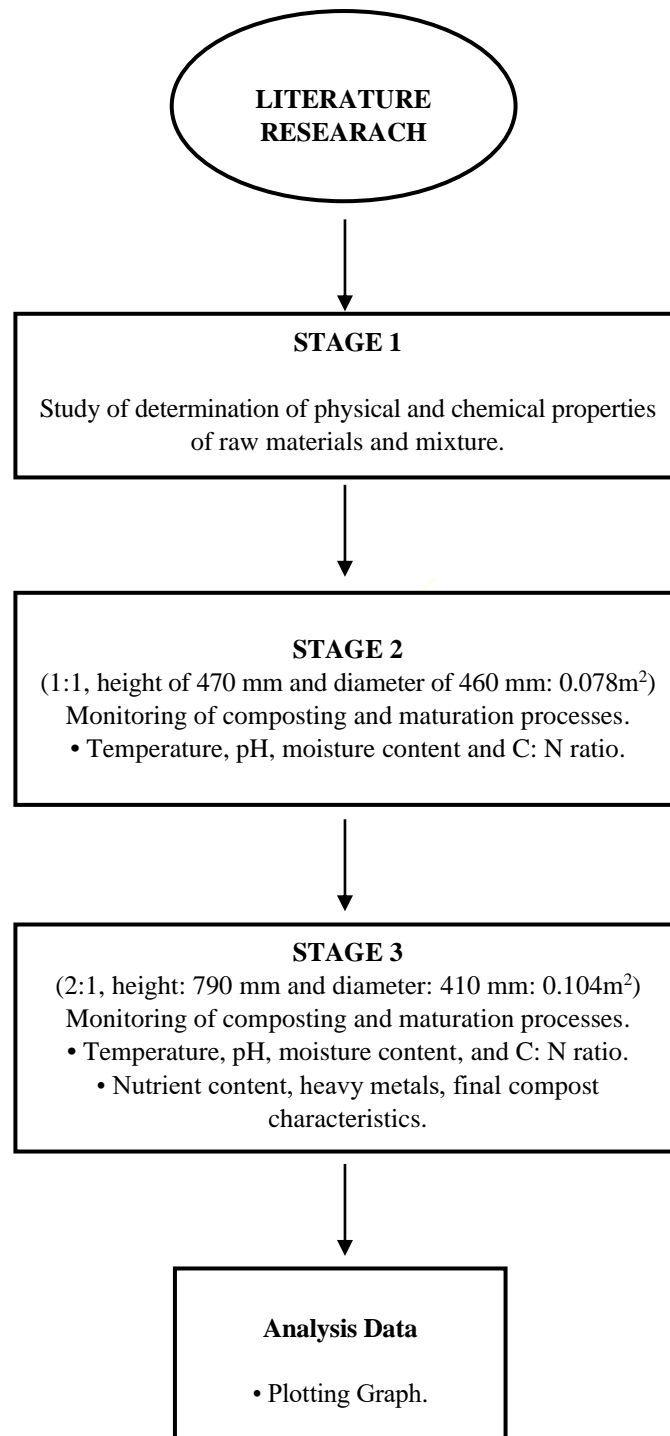 LITERATURE
RESEARACH
STAGE 1
Study of determination of physical and chemical properties
of raw materials and mixture.
STAGE 2
(1:1, height of 470 mm and diameter of 460 mm: 0.078m²)
Monitoring of composting and maturation processes.
• Temperature, pH, moisture content and C: N ratio.
STAGE 3
(2:1, height: 790 mm and diameter: 410 mm: 0.104m²)
Monitoring of composting and maturation processes.
• Temperature, pH, moisture content, and C: N ratio.
• Nutrient content, heavy metals, final compost
characteristics.
Analysis Data
• Plotting Graph.